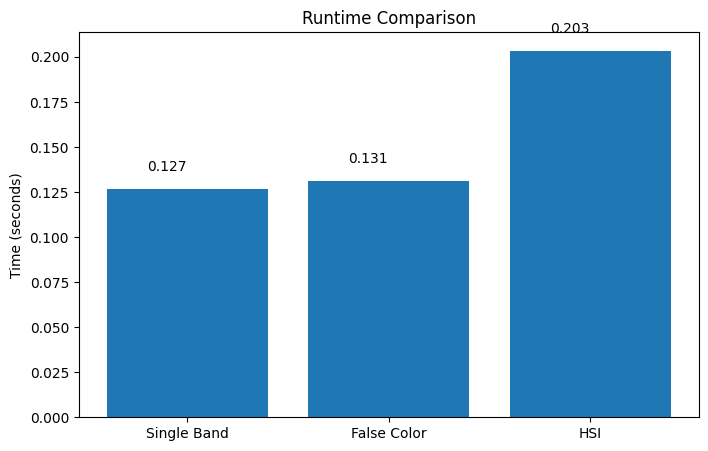 Runtime Comparison
0.203
0.200
0.175
0.150
0.125
0.100
0.075
0.050
0.025
0.000
Time (seconds)
0.127
0.131
Single Band
False Color
HSI